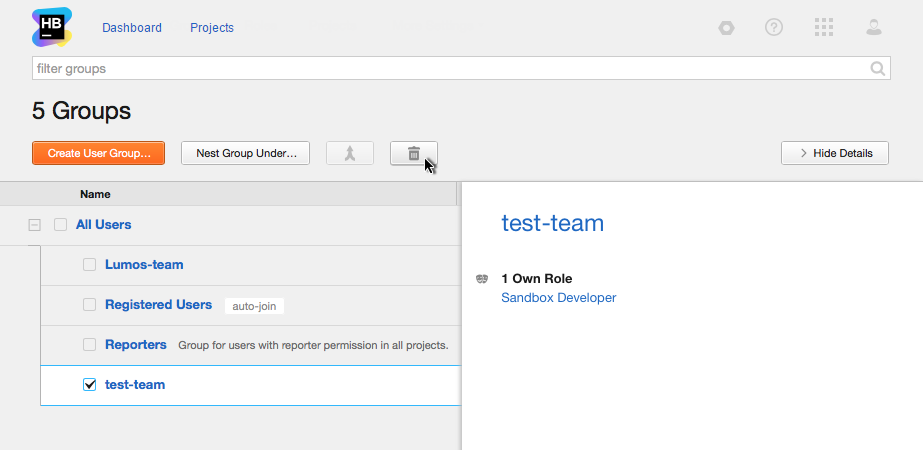 HB
Dashboard Projects
?
filter groups
5 Groups
Create User Group... Nest Group Under... Hide Details
Name
All Users
Lumos-team
Registered Users auto-join
Reporters Group for users with reporter permission in all projects.
test-team
test-team
1 Own Role
Sandbox Developer